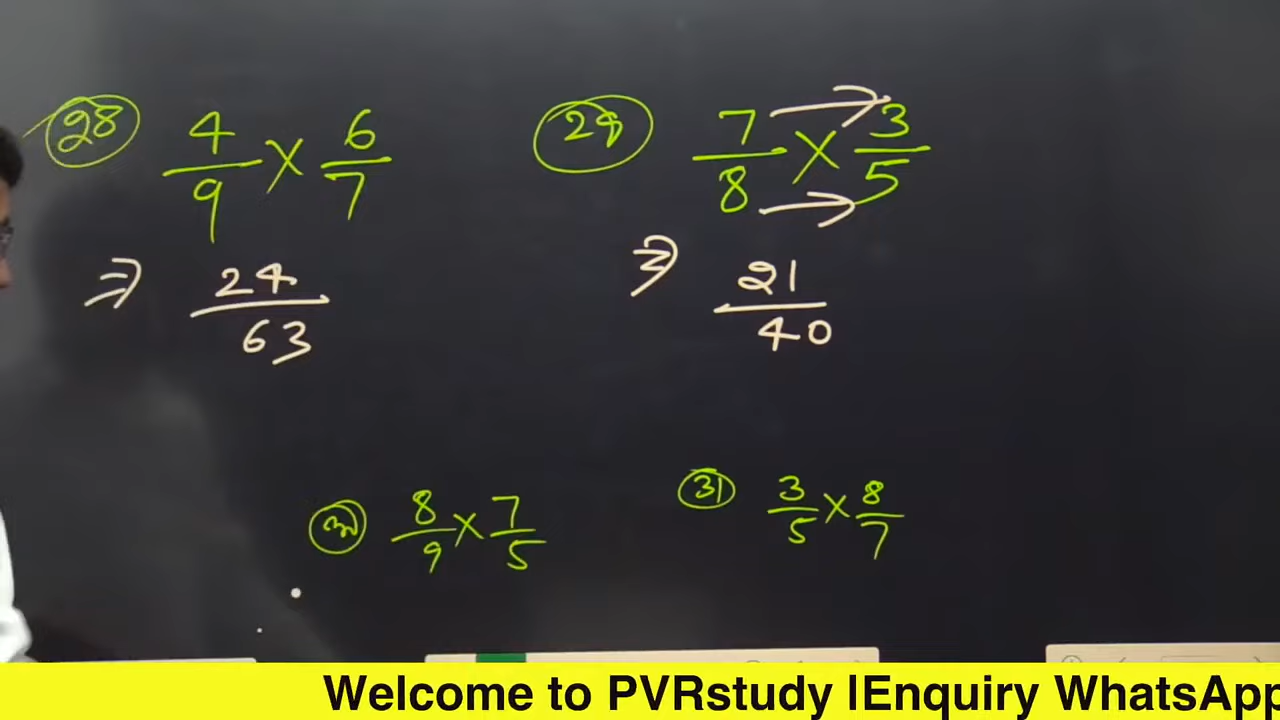 28 4/9 × 6/7
⇒ 24/63
29 7/8 × 3/5
⇒ 21/40
30 8/9 × 7/5
31 3/5 × 8/7
Welcome to PVRstudy |Enquiry WhatsApp